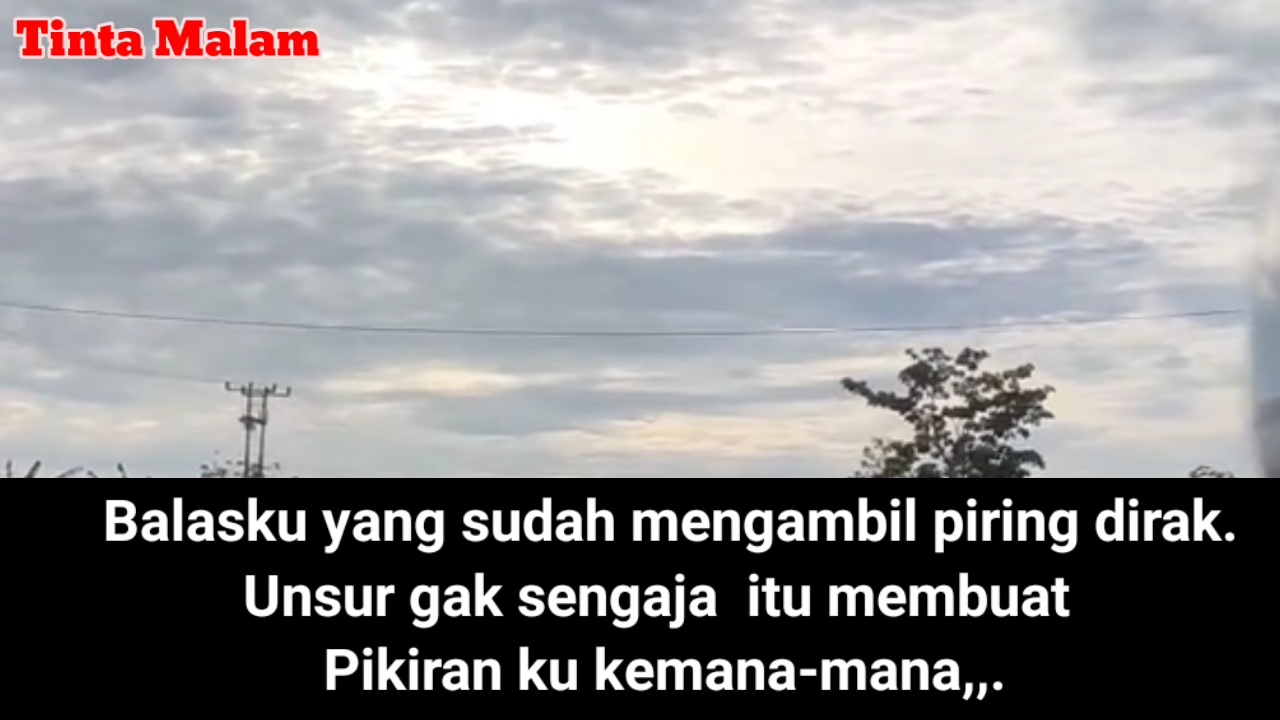 Tinta Malam
Balasku yang sudah mengambil piring dirak.
Unsur gak sengaja itu membuat
Pikiran ku kemana-mana,,.